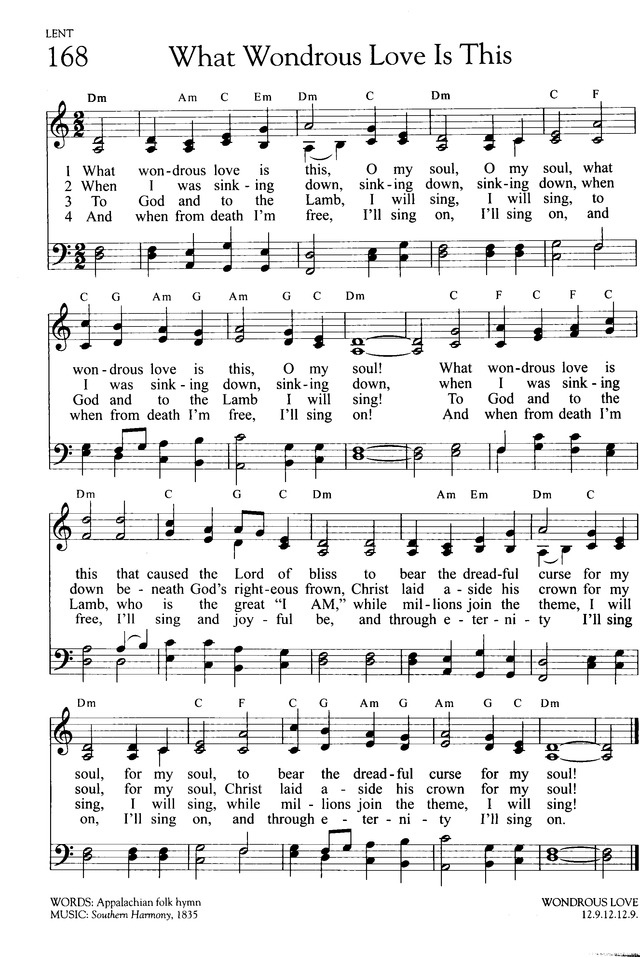 LENT
168 What Wondrous Love Is This
Dm Am C Em Dm C Dm C F
1 What won-drous love is this, O my soul, O my soul, what
2 When I was sink-ing down, sink-ing down, sink-ing down, when
3 To God and to the Lamb, I will sing, I will sing, to
4 And when from death I'm free, I'll sing on, I'll sing on, and
C G Am G Am G C Dm C F C F C
won-drous love is this, O my soul! What won-drous love is
I was sink-ing down, sink-ing down, when I was sink-ing
God and to the Lamb I will sing! To God and to the
when from death I'm free, I'll sing on! And when from death I'm
Dm C G C Dm Am Em Dm C
this that caused the Lord of bliss to bear the dread-ful curse for my
down be-neath God's right-eous frown, Christ laid a-side his crown for my
Lamb, who is the great "I AM," while mil-lions join the theme, I will
free, I'll sing and joy-ful be, and through e-ter-ni-ty I'll sing
Dm C F C G Am G Am G C Dm
soul, for my soul, to bear the dread-ful curse for my soul!
soul, for my soul, Christ laid a-side his crown for my soul!
sing, I will sing, while mil-lions join the theme, I will sing!
on, I'll sing on, and through e-ter-ni-ty I'll sing on.
WORDS: Appalachian folk hymn WONDROUS LOVE
MUSIC: Southern Harmony, 1835 12.9.12.12.9.